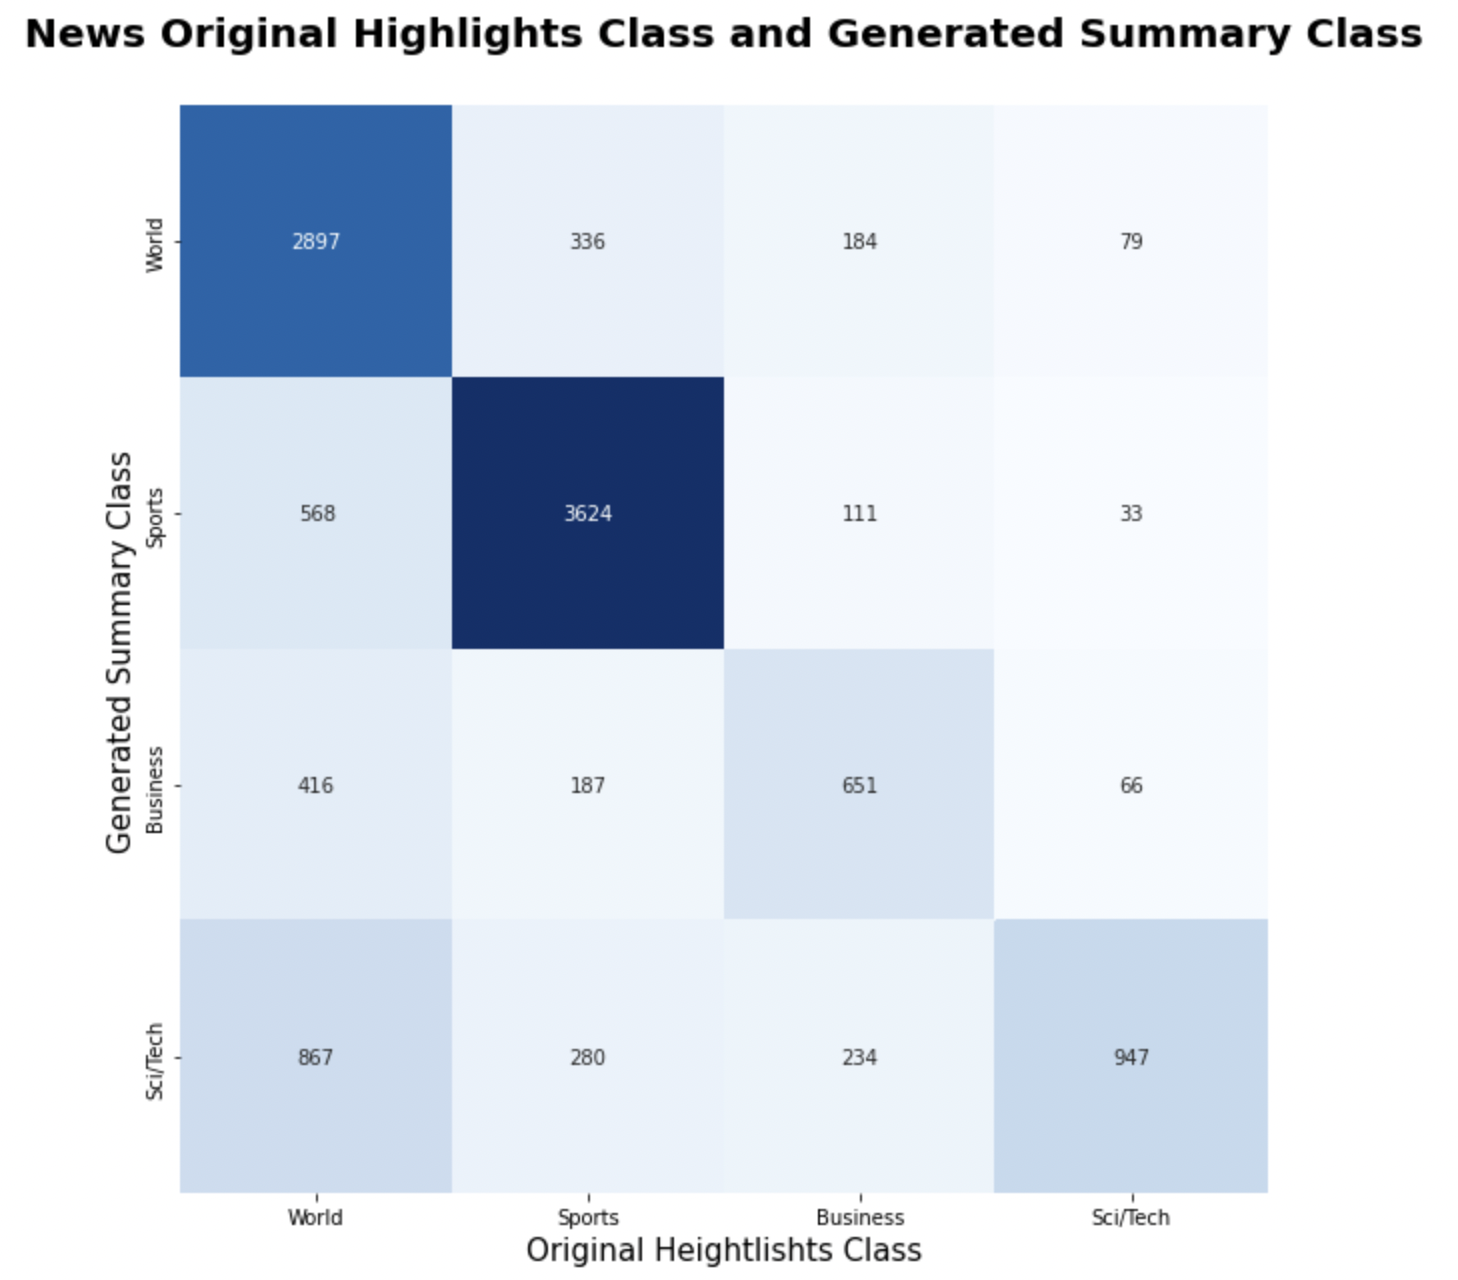 News Original Highlights Class and Generated Summary Class
Generated Summary Class
World
2897 336 184 79
Sports
568 3624 111 33
Business
416 187 651 66
Sci/Tech
867 280 234 947
World Sports Business Sci/Tech
Original Heightlishts Class